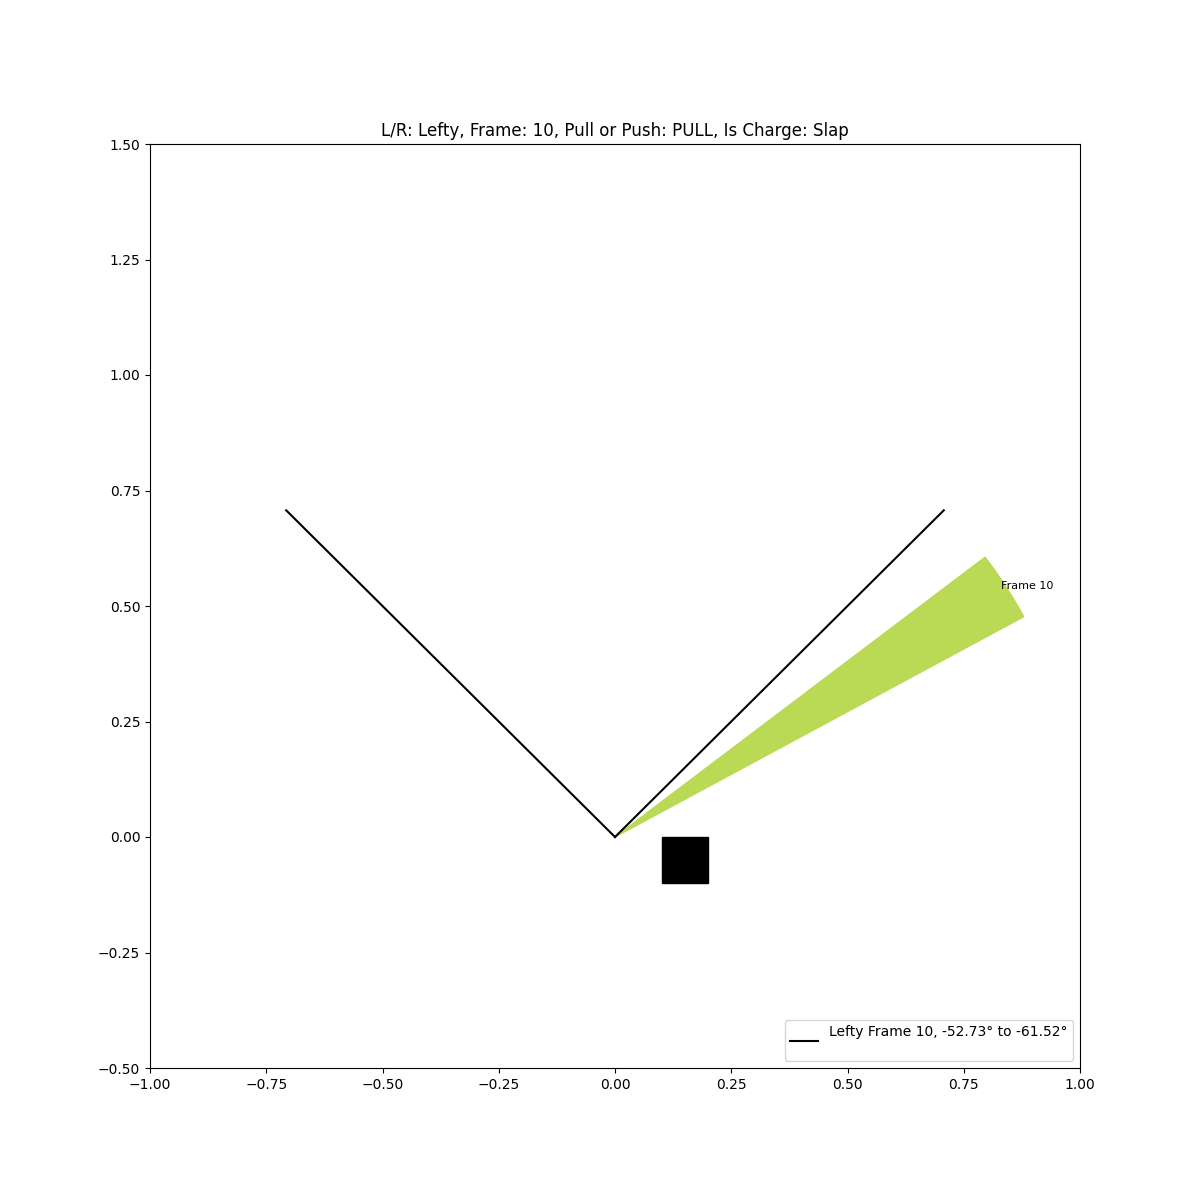 L/R: Lefty, Frame: 10, Pull or Push: PULL, Is Charge: Slap
1.50
1.25
1.00
0.75
0.50
0.25
0.00
−0.25
−0.50
Frame 10
Lefty Frame 10, -52.73° to -61.52°
−1.00 −0.75 −0.50 −0.25 0.00 0.25 0.50 0.75 1.00